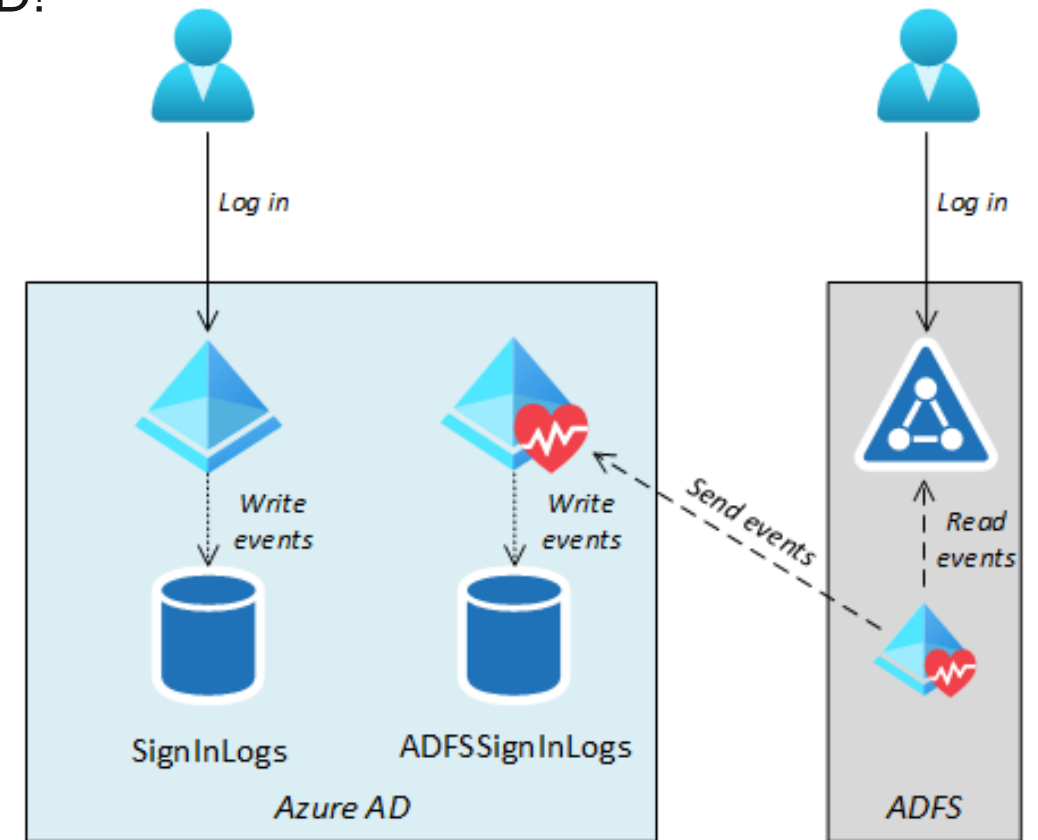 D!
Log in
Log in
Write
events
Write
events
Send events
Read
events
SignInLogs
ADFSSignInLogs
Azure AD
ADFS